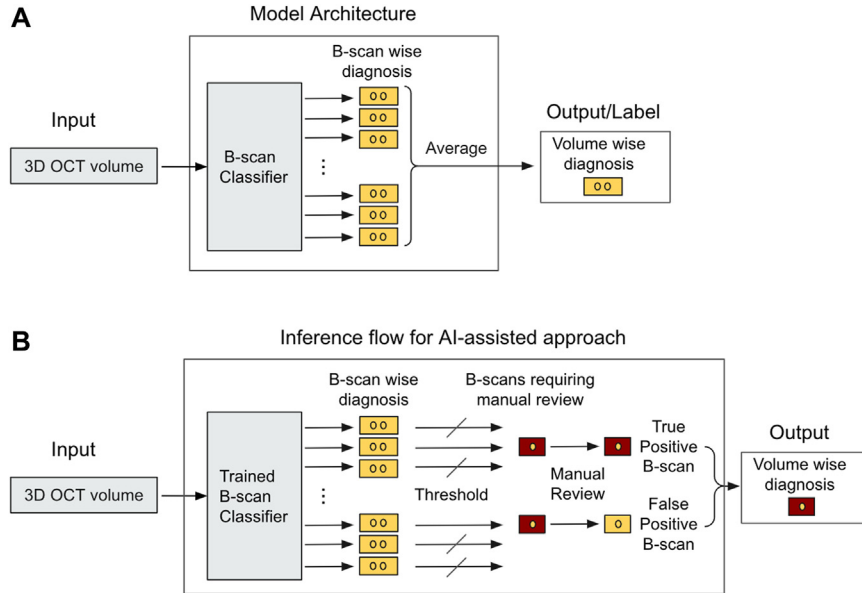 A
Model Architecture
B-scan wise
diagnosis
Input
3D OCT volume
B-scan
Classifier
o o
o o
o o
⋮
o o
o o
o o
Average
Output/Label
Volume wise
diagnosis
o o
B
Inference flow for AI-assisted approach
B-scan wise
diagnosis
B-scans requiring
manual review
Input
3D OCT volume
Trained
B-scan
Classifier
o o
o o
o o
⋮
o o
o o
o o
Threshold
o
o
Manual
Review
o
o
True
Positive
B-scan
False
Positive
B-scan
Output
Volume wise
diagnosis
o